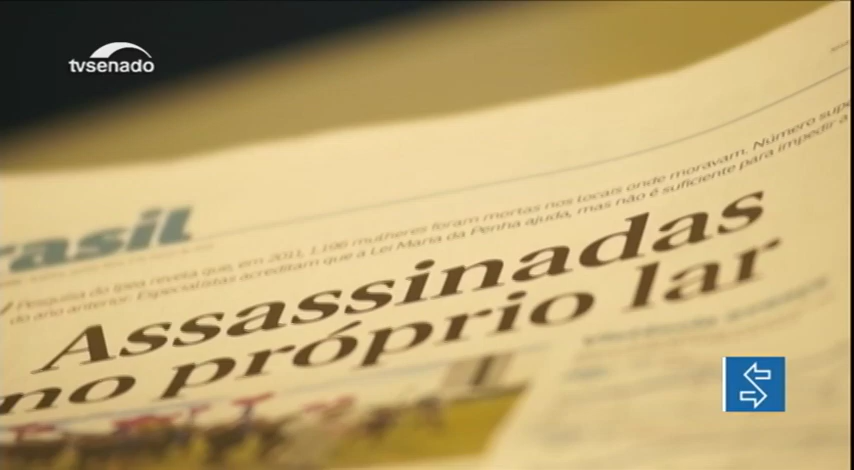 tvsenado
rasil
Pesquisa do Ipea revela que, em 2011, 1.196 mulheres foram mortas nos locais onde moravam. Número supe
do ano anterior. Especialistas acreditam que a Lei Maria da Penha ajuda, mas não é suficiente para impedir a
Assassinadas
no próprio lar